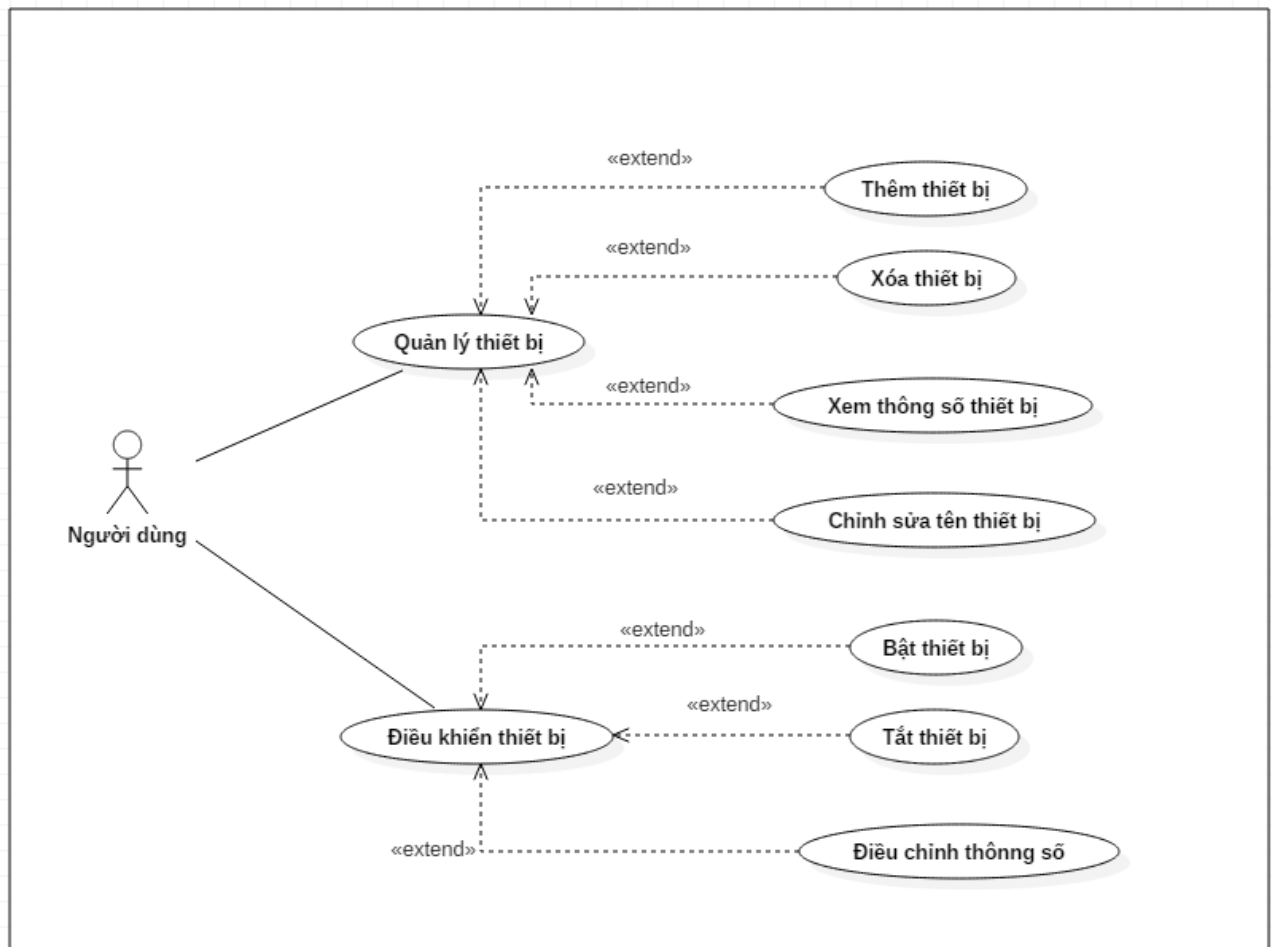 «extend»
Thêm thiết bị
«extend»
Xóa thiết bị
Quản lý thiết bị
«extend»
Xem thông số thiết bị
«extend»
Chỉnh sửa tên thiết bị
Người dùng
«extend»
Bật thiết bị
«extend»
Điều khiển thiết bị
Tắt thiết bị
«extend»
Điều chỉnh thônng số